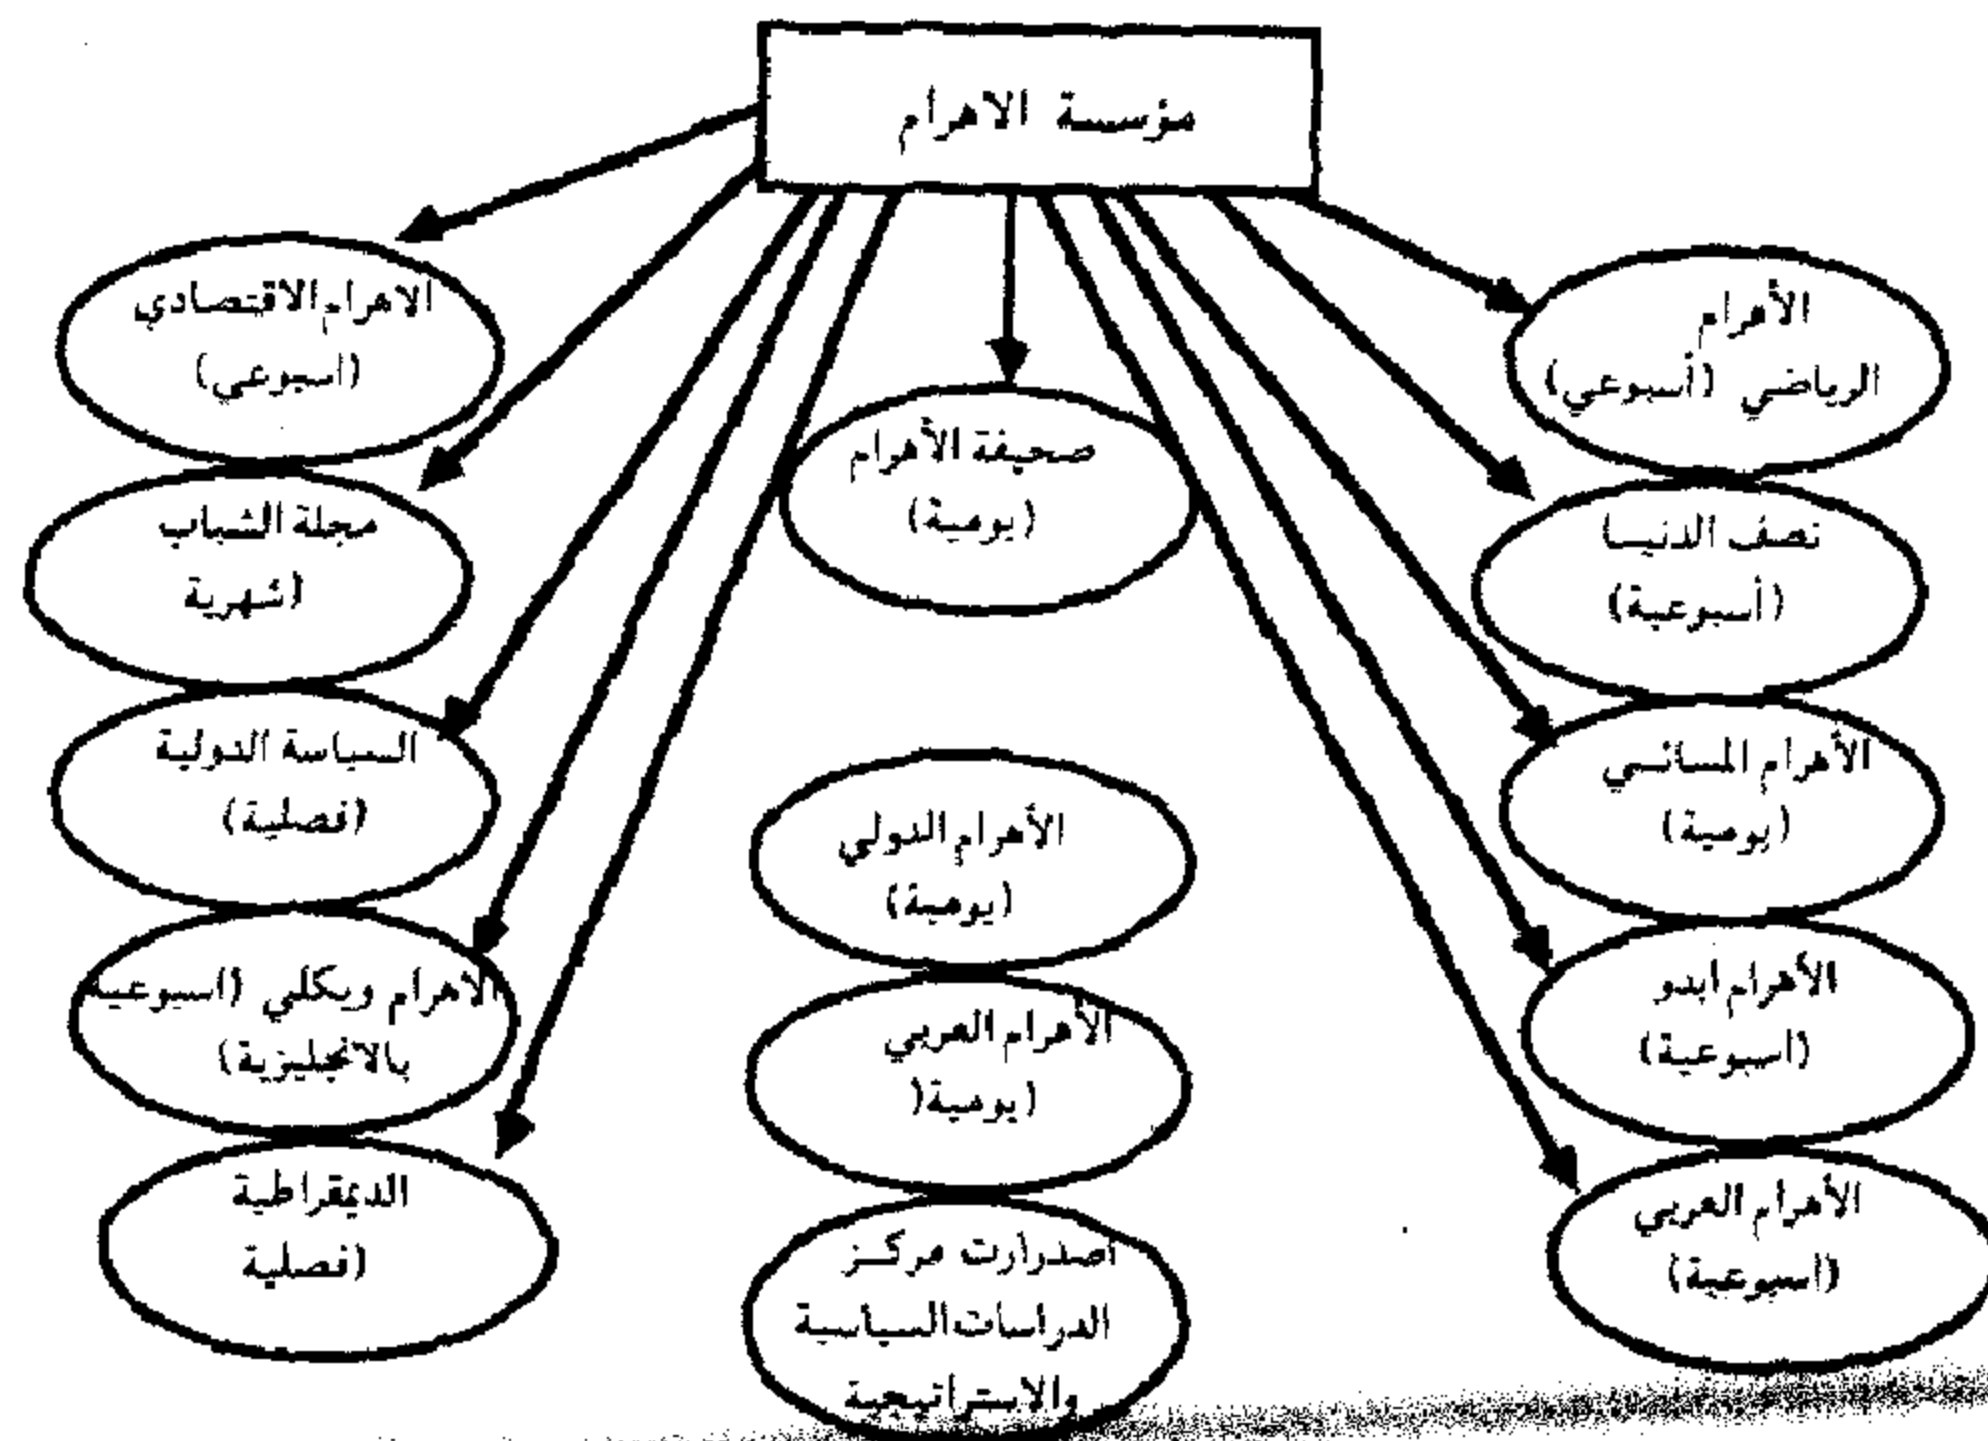 مؤسسة الاهرام
الأهرام
الرياضي (أسبوعي)
نصف الدنيا
(أسبوعية)
الأهرام المسائي
(يومية)
الأهرام ابدو
(اسبوعية)
الأهرام العربي
(اسبوعية)
صحيفة الأهرام
(يومية)
الأهرام الدولي
(يومية)
الأهرام العربي
(يومية(
اصدرارت مركز
الدراسات السياسية
والاستراتيجية
الاهرام الاقتصادي
(اسبوعي)
مجلة الشباب
(شهرية
السياسة الدولية
(فصلية)
الاهرام ويكلي (اسبوعية
بالانجليزية)
الديمقراطية
(فصلية